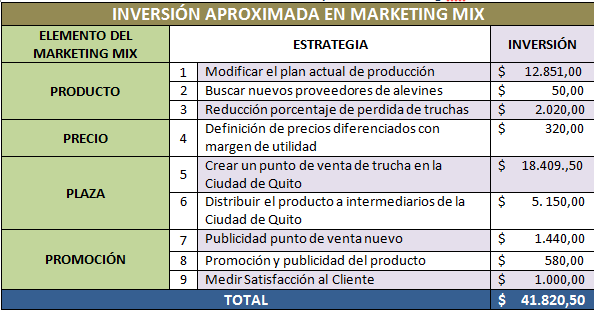 INVERSIÓN APROXIMADA EN MARKETING MIX
ELEMENTO DEL
MARKETING MIX
ESTRATEGIA
INVERSIÓN
PRODUCTO
1 Modificar el plan actual de producción $ 12.851,00
2 Buscar nuevos proveedores de alevines $ 50,00
3 Reducción porcentaje de perdida de truchas $ 2.020,00
PRECIO
4 Definición de precios diferenciados con
margen de utilidad
$ 320,00
PLAZA
5 Crear un punto de venta de trucha en la
Ciudad de Quito
$ 18.409.,50
6 Distribuir el producto a intermediarios de la
Ciudad de Quito
$ 5. 150,00
PROMOCIÓN
7 Publicidad punto de venta nuevo $ 1.440,00
8 Promoción y publicidad del producto $ 580,00
9 Medir Satisfacción al Cliente $ 1.000,00
TOTAL $ 41.820,50